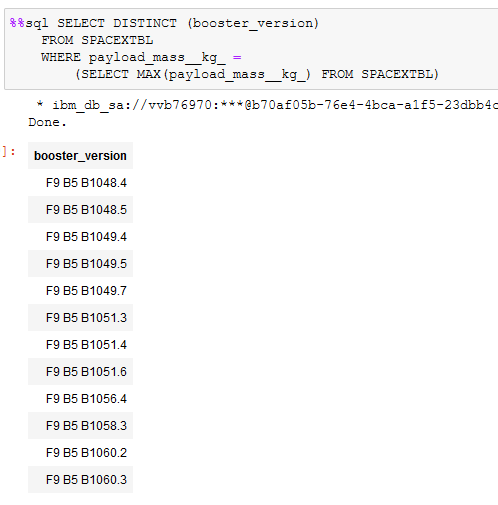 %%sql SELECT DISTINCT (booster_version)
FROM SPACEXTBL
WHERE payload_mass__kg_ =
(SELECT MAX(payload_mass__kg_) FROM SPACEXTBL)
* ibm_db_sa://vvb76970:***@b70af05b-76e4-4bca-a1f5-23dbb4c
Done.
]:
booster_version
F9 B5 B1048.4
F9 B5 B1048.5
F9 B5 B1049.4
F9 B5 B1049.5
F9 B5 B1049.7
F9 B5 B1051.3
F9 B5 B1051.4
F9 B5 B1051.6
F9 B5 B1056.4
F9 B5 B1058.3
F9 B5 B1060.2
F9 B5 B1060.3